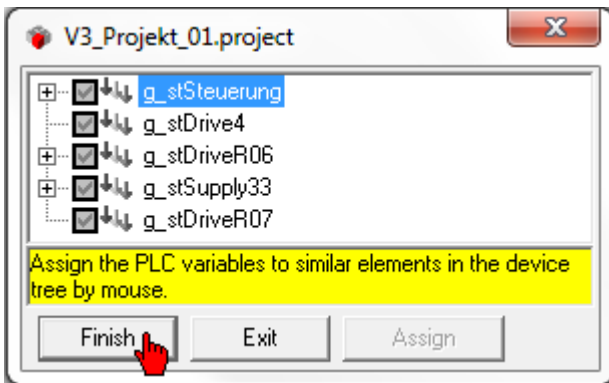 V3_Projekt_01.project
g_stSteuerung
g_stDrive4
g_stDriveR06
g_stSupply33
g_stDriveR07
Assign the PLC variables to similar elements in the device
tree by mouse.
Finish Exit Assign